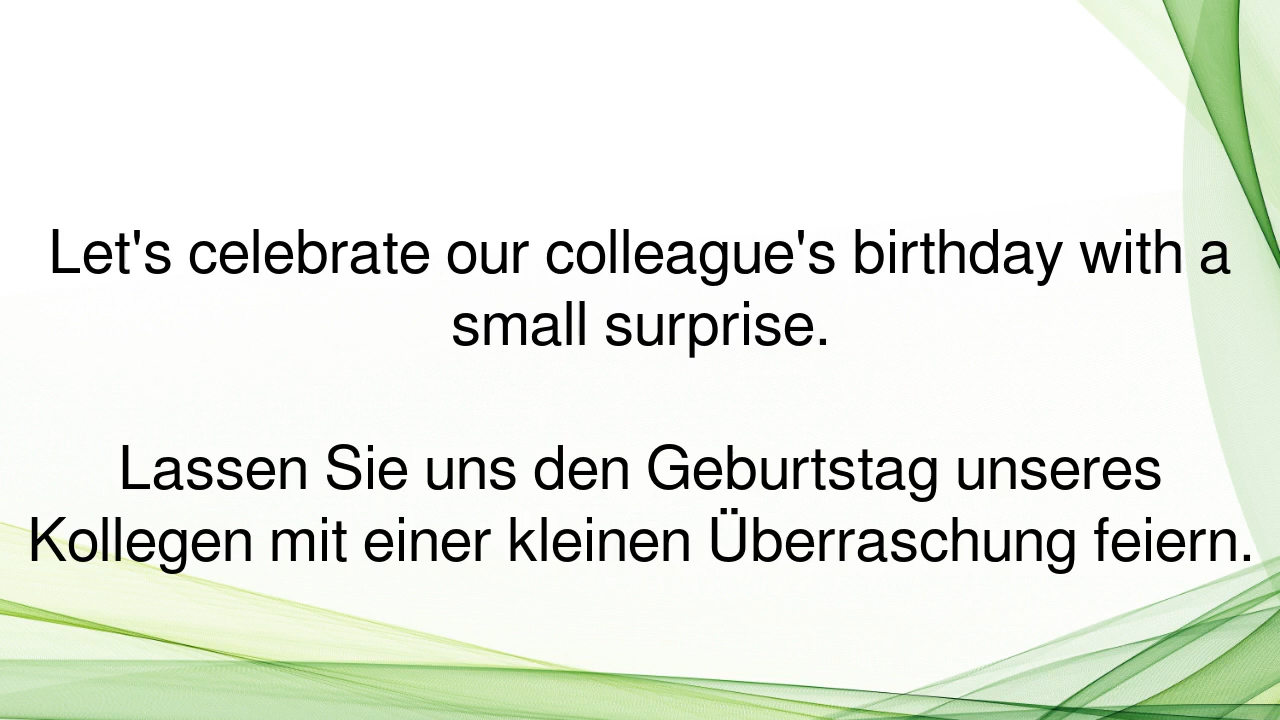 Let's celebrate our colleague's birthday with a
small surprise.
Lassen Sie uns den Geburtstag unseres
Kollegen mit einer kleinen Überraschung feiern.